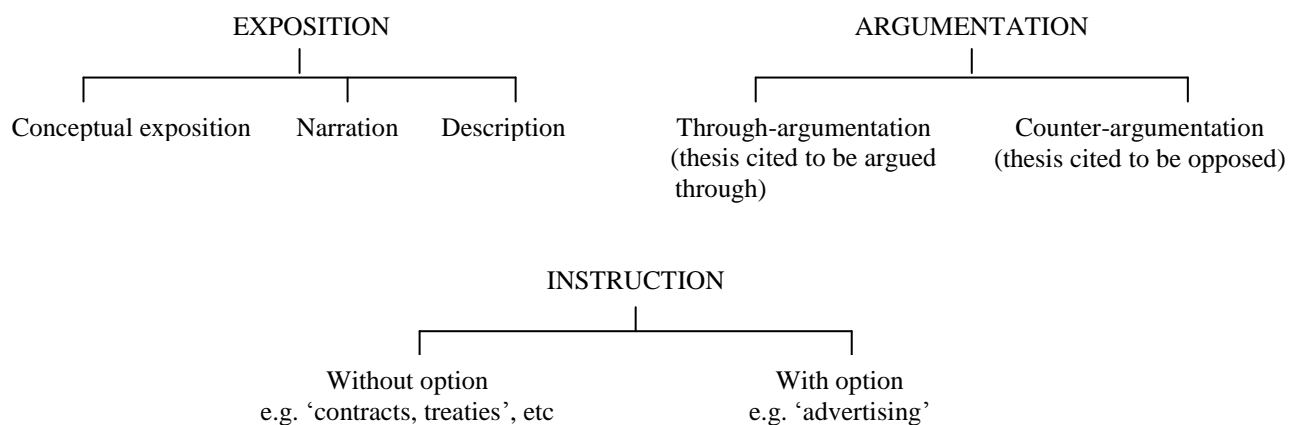 EXPOSITION
Conceptual exposition
Narration
Description
ARGUMENTATION
Through-argumentation
(thesis cited to be argued
through)
Counter-argumentation
(thesis cited to be opposed)
INSTRUCTION
Without option
e.g. ‘contracts, treaties’, etc
With option
e.g. ‘advertising’